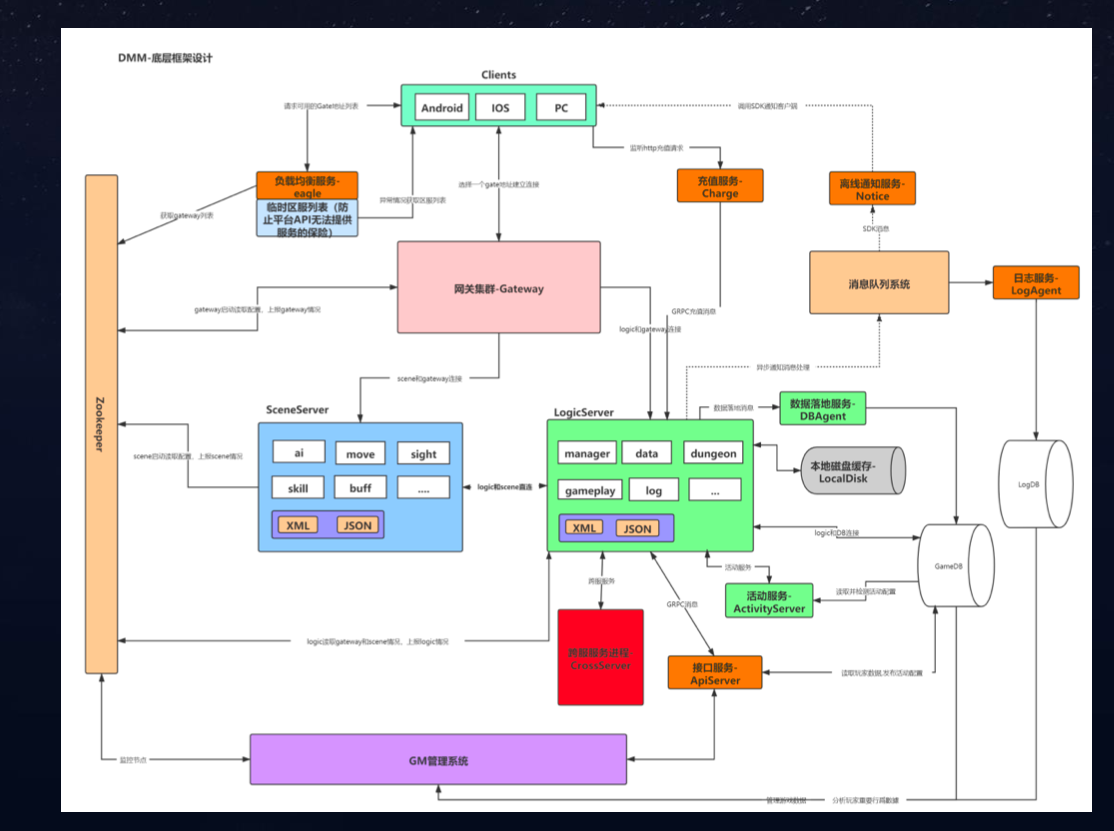 DMM-底层框架设计
Clients
Android
IOS
PC
请求可用的Gate地址列表
调用SDK通知客户端
监听http充值请求
负载均衡服务-
eagle
临时区服列表（防
止平台API无法提供
服务的保险）
异常情况获取区服列表
选择一个gate地址建立连接
充值服务-
Charge
离线通知服务-
Notice
获取gateway列表
SDK消息
网关集群-Gateway
消息队列系统
日志服务-
LogAgent
gateway启动读取配置、上报gateway情况
GRPC充值消息
logic和gateway连接
scene和gateway连接
异步通知消息处理
Zookeeper
SceneServer
ai
move
sight
skill
buff
....
XML
JSON
scene启动读取配置、上报scene情况
logic和scene直连
LogicServer
manager
data
dungeon
gameplay
log
...
XML
JSON
数据落地消息
数据落地服务-
DBAgent
本地磁盘缓存-
LocalDisk
LogDB
logic和DB连接
GameDB
跨服服务
活动服务
活动服务-
ActivityServer
读取并检测活动配置
GRPC消息
logic读取gateway和scene情况、上报logic情况
跨服服务进程-
CrossServer
接口服务-
ApiServer
读取玩家数据,发布活动配置
监控节点
GM管理系统
管理游戏数据
分析玩家重要行爲數據